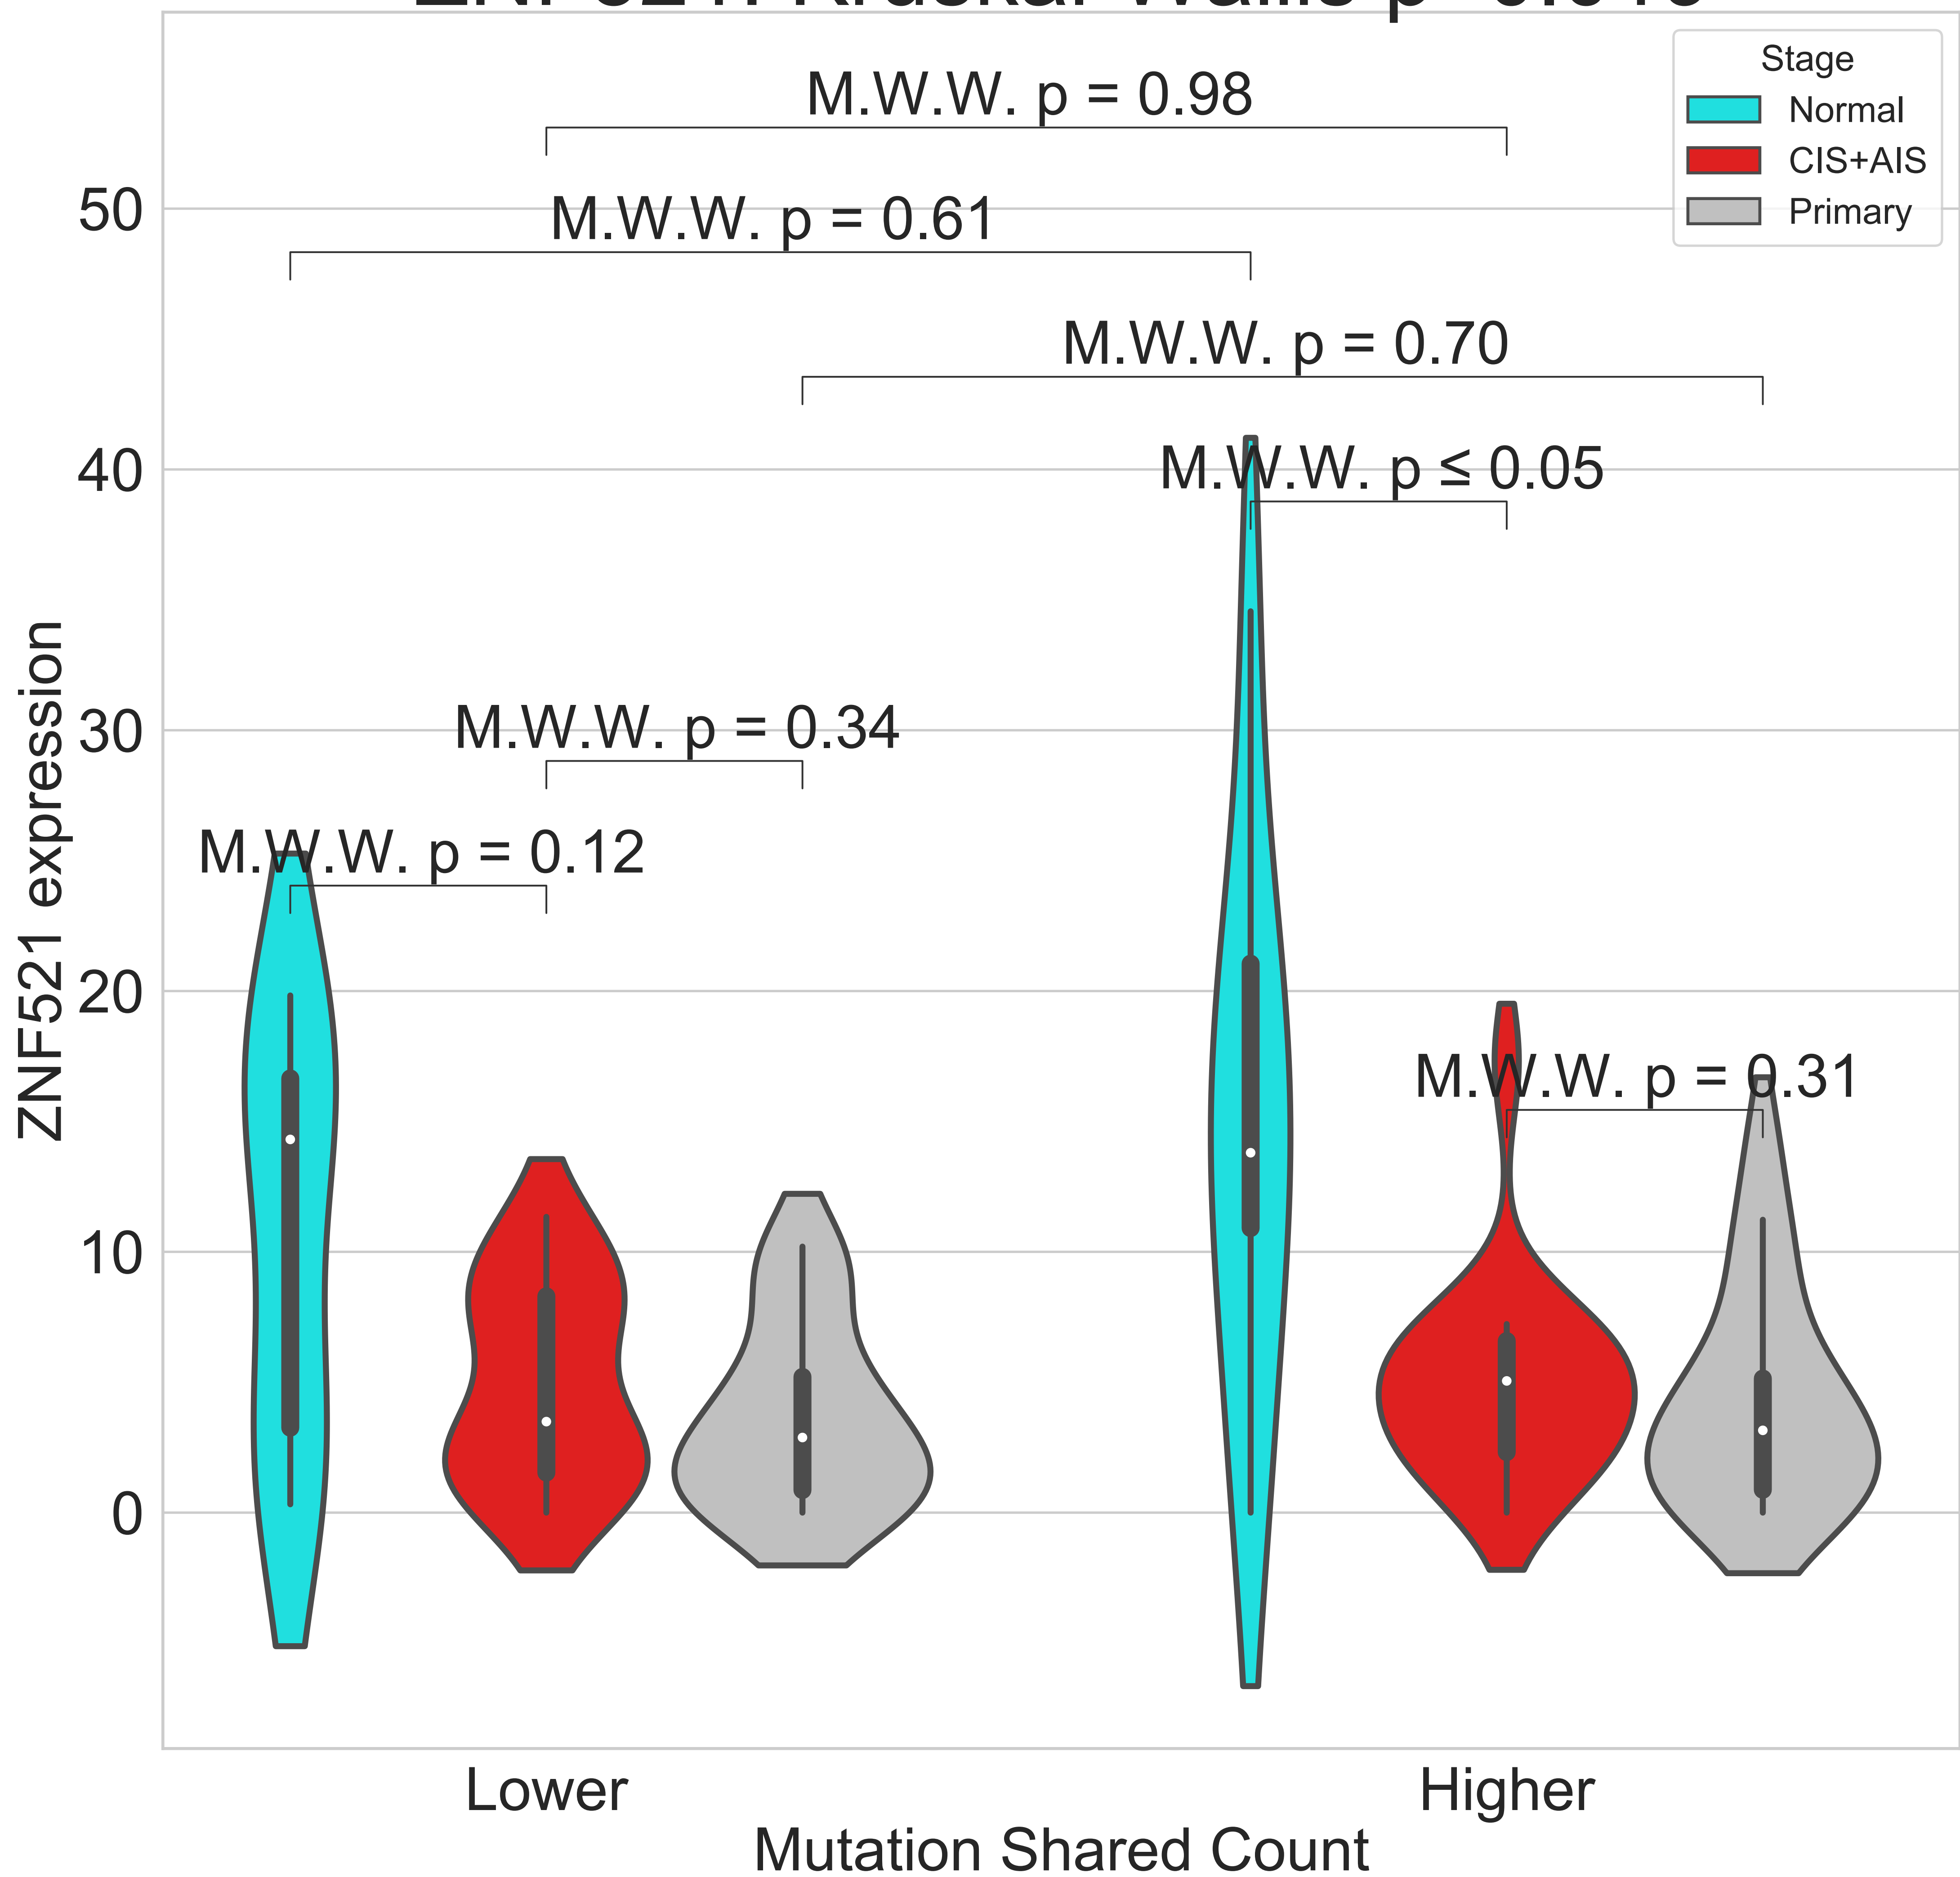 Stage
Normal
CIS+AIS
Primary
M.W.W. p = 0.98
M.W.W. p = 0.61
M.W.W. p = 0.70
M.W.W. p ≤ 0.05
M.W.W. p = 0.34
M.W.W. p = 0.12
M.W.W. p = 0.31
50
40
30
20
10
0
ZNF521 expression
Lower
Higher
Mutation Shared Count